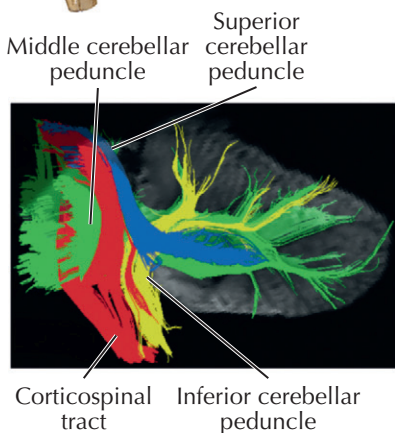 Superior
cerebellar
peduncle
Middle cerebellar
peduncle
Corticospinal
tract
Inferior cerebellar
peduncle